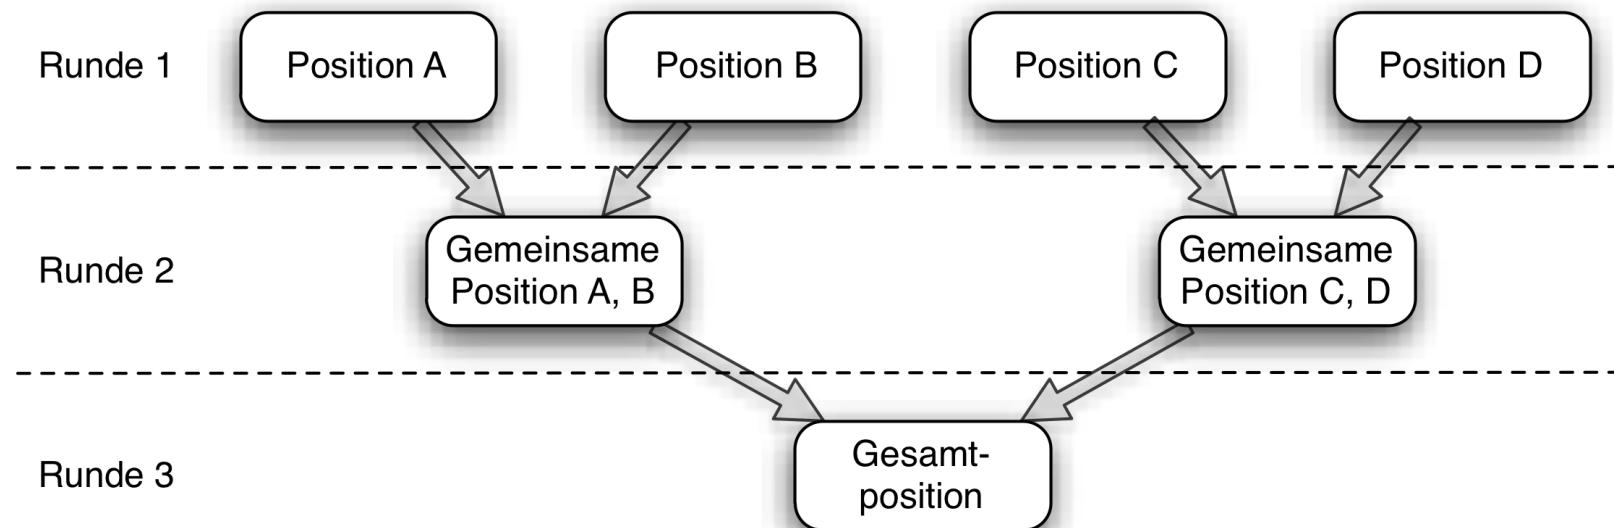 Runde 1
Position A
Position B
Position C
Position D
Runde 2
Gemeinsame
Position A, B
Gemeinsame
Position C, D
Runde 3
Gesamt-
position